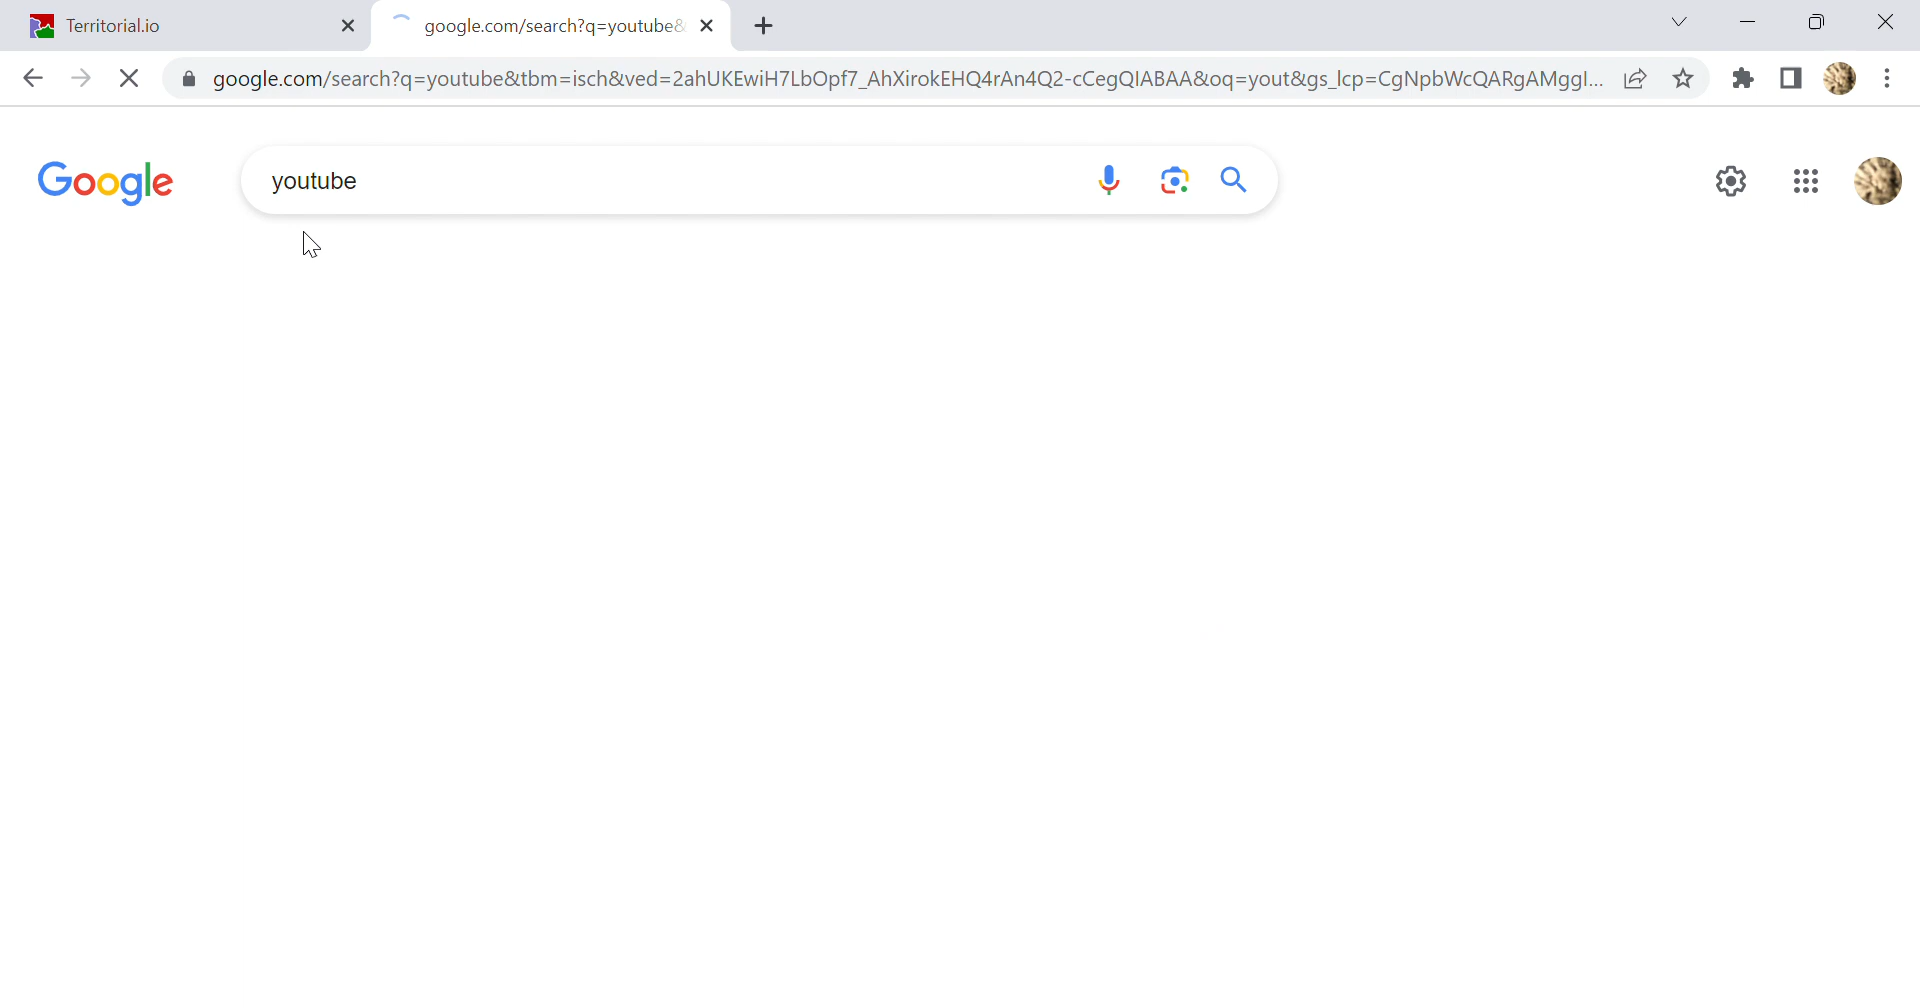 Territorial.io
google.com/search?q=youtube&
google.com/search?q=youtube&tbm=isch&ved=2ahUKEwiH7LbOpf7_AhXirokEHQ4rAn4Q2-cCegQIABAA&oq=yout&gs_lcp=CgNpbWcQARgAMggI...
Google
youtube